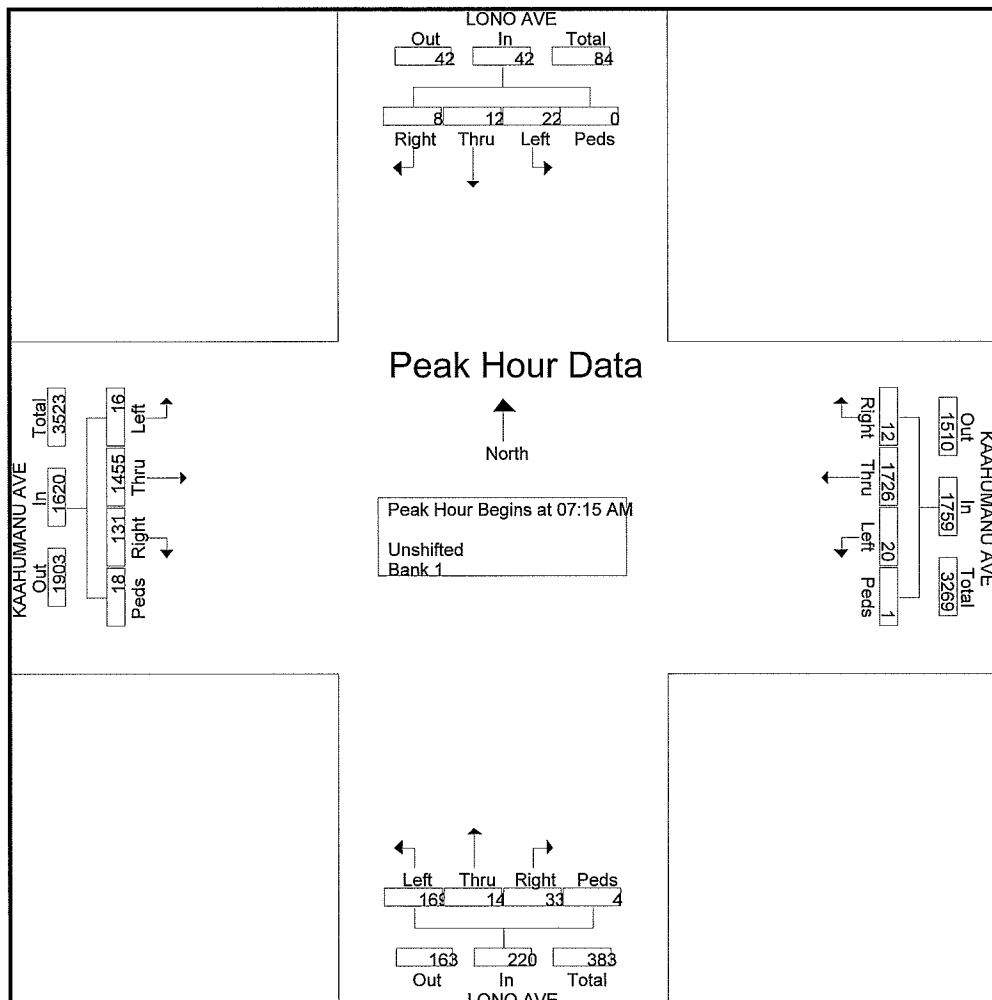 LONO AVE
Out In Total
42 42 84
8 12 22 0
Right Thru Left Peds
Peak Hour Data
North
Peak Hour Begins at 07:15 AM
Unshifted
Bank 1
KAAHUMANU AVE
Out In Total
1903 1620 3523
Left Thru Right Peds
16 1455 131 18
KAAHUMANU AVE
Out In Total
1510 1759 3269
Right Thru Left Peds
12 1726 20 1
Left Thru Right Peds
169 14 33 4
163 220 383
Out In Total
LONO AVE